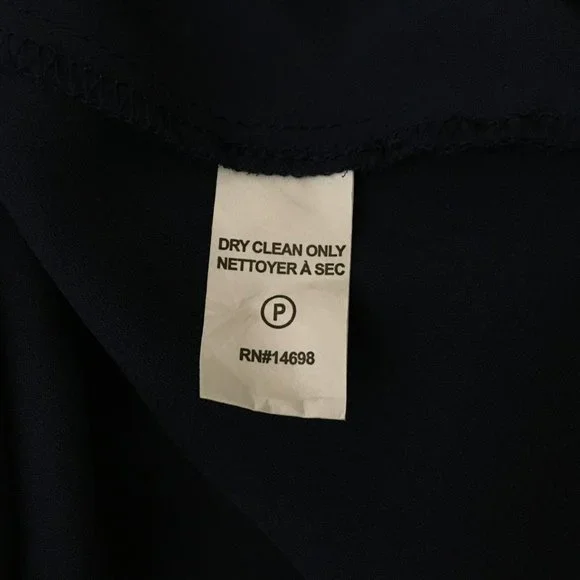 DRY CLEAN ONLY
NETTOYER À SEC
P
RN#14698